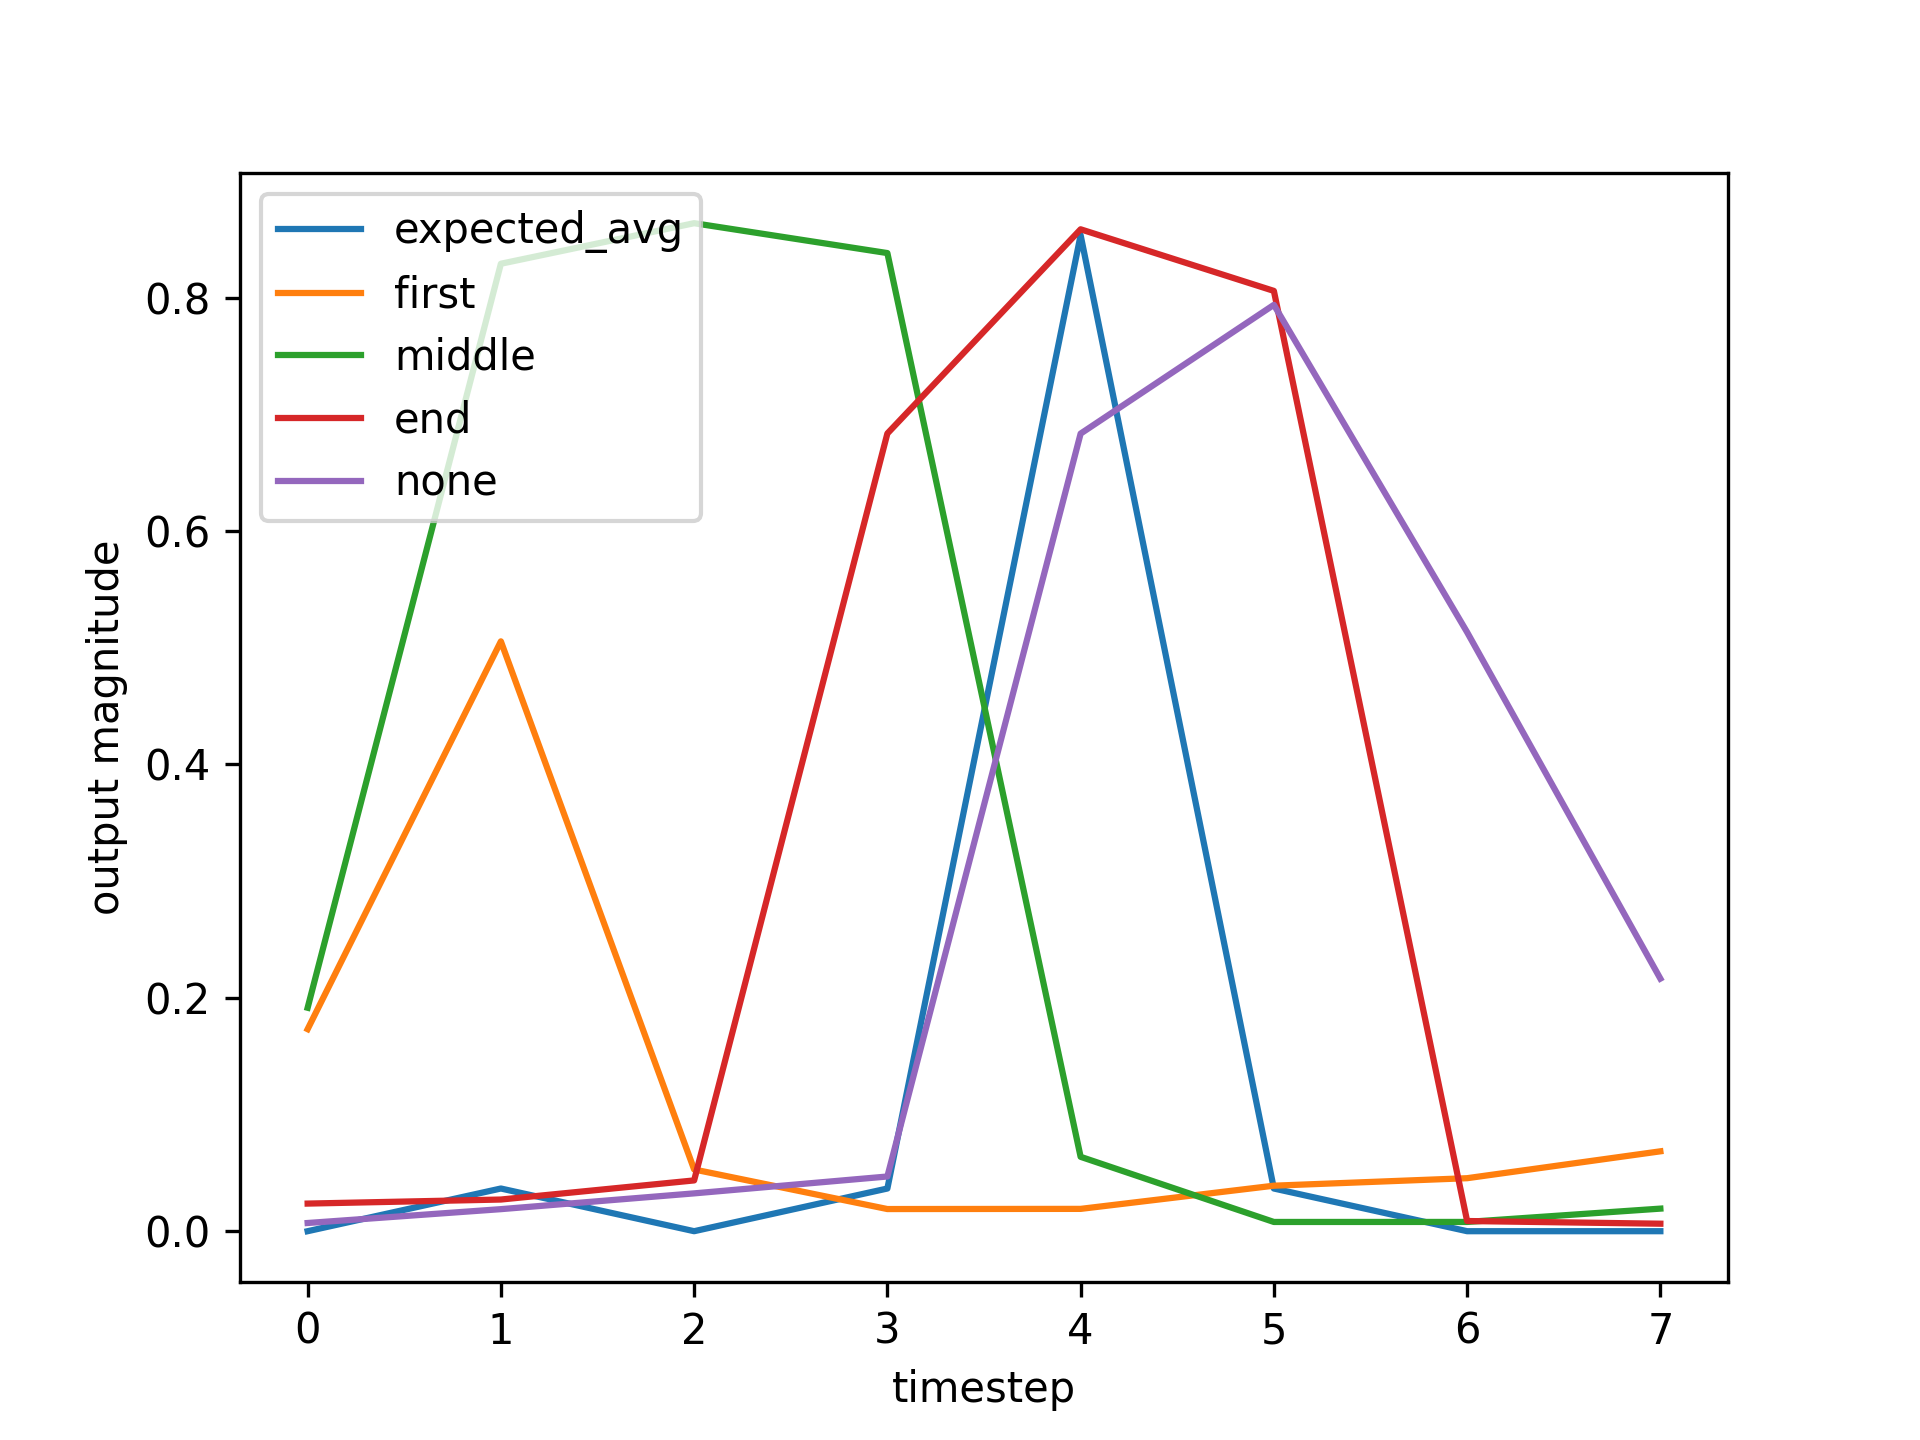 expected_avg
first
middle
end
none
0.8
0.6
0.4
0.2
0.0
output magnitude
0 1 2 3 4 5 6 7
timestep